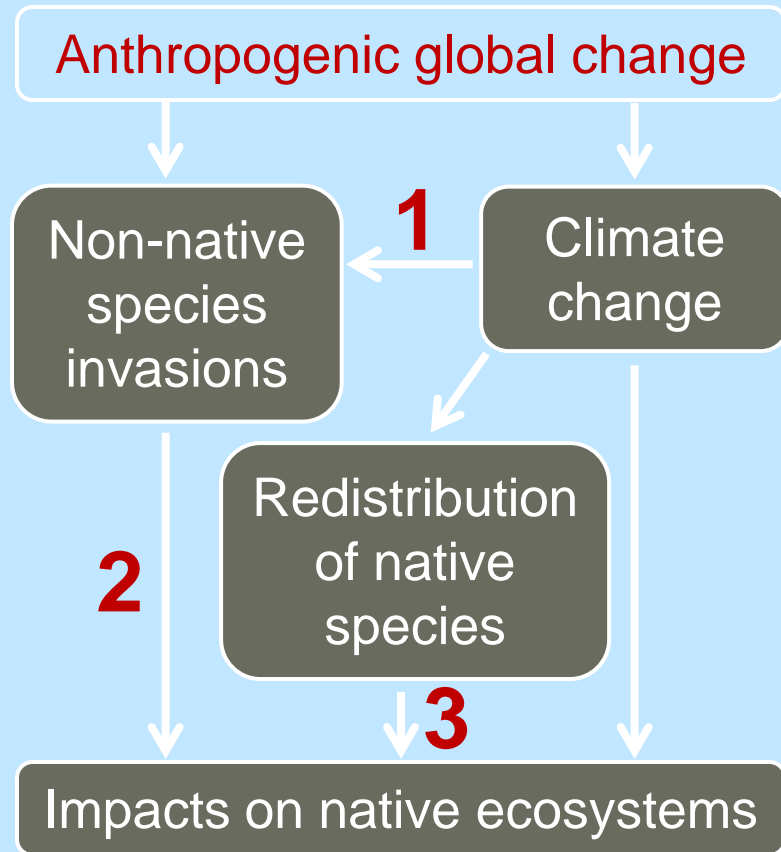 Anthropogenic global change
1
Non-native
species
invasions
Climate
change
2
Redistribution
of native
species
3
Impacts on native ecosystems